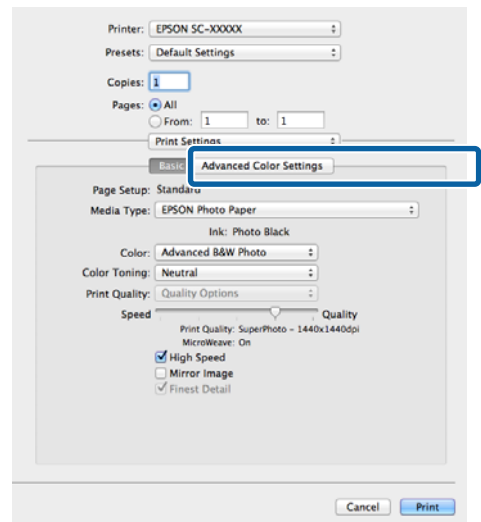 Printer: EPSON SC-XXXXX
Presets: Default Settings
Copies: 1
Pages: All
From: 1 to: 1
Print Settings
Basic Advanced Color Settings
Page Setup: Standard
Media Type: EPSON Photo Paper
Ink: Photo Black
Color: Advanced B&W Photo
Color Toning: Neutral
Print Quality: Quality Options
Speed Quality
Print Quality: SuperPhoto - 1440x1440dpi
MicroWeave: On
High Speed
Mirror Image
Finest Detail
Cancel Print